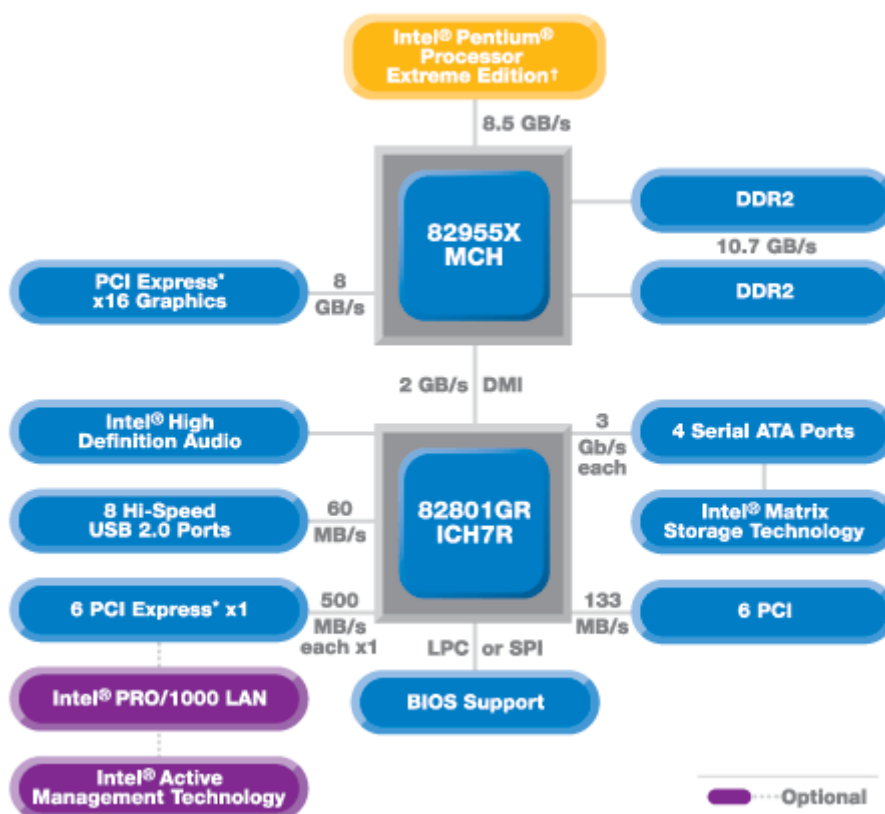 Intel® Pentium®
Processor
Extreme Edition†
8.5 GB/s
82955X
MCH
DDR2
10.7 GB/s
DDR2
PCI Express*
x16 Graphics
8
GB/s
2 GB/s DMI
Intel® High
Definition Audio
3
Gb/s
each
4 Serial ATA Ports
8 Hi-Speed
USB 2.0 Ports
60
MB/s
82801GR
ICH7R
Intel® Matrix
Storage Technology
6 PCI Express* x1
500
MB/s
each x1
133
MB/s
6 PCI
LPC or SPI
BIOS Support
Intel® PRO/1000 LAN
Intel® Active
Management Technology
Optional